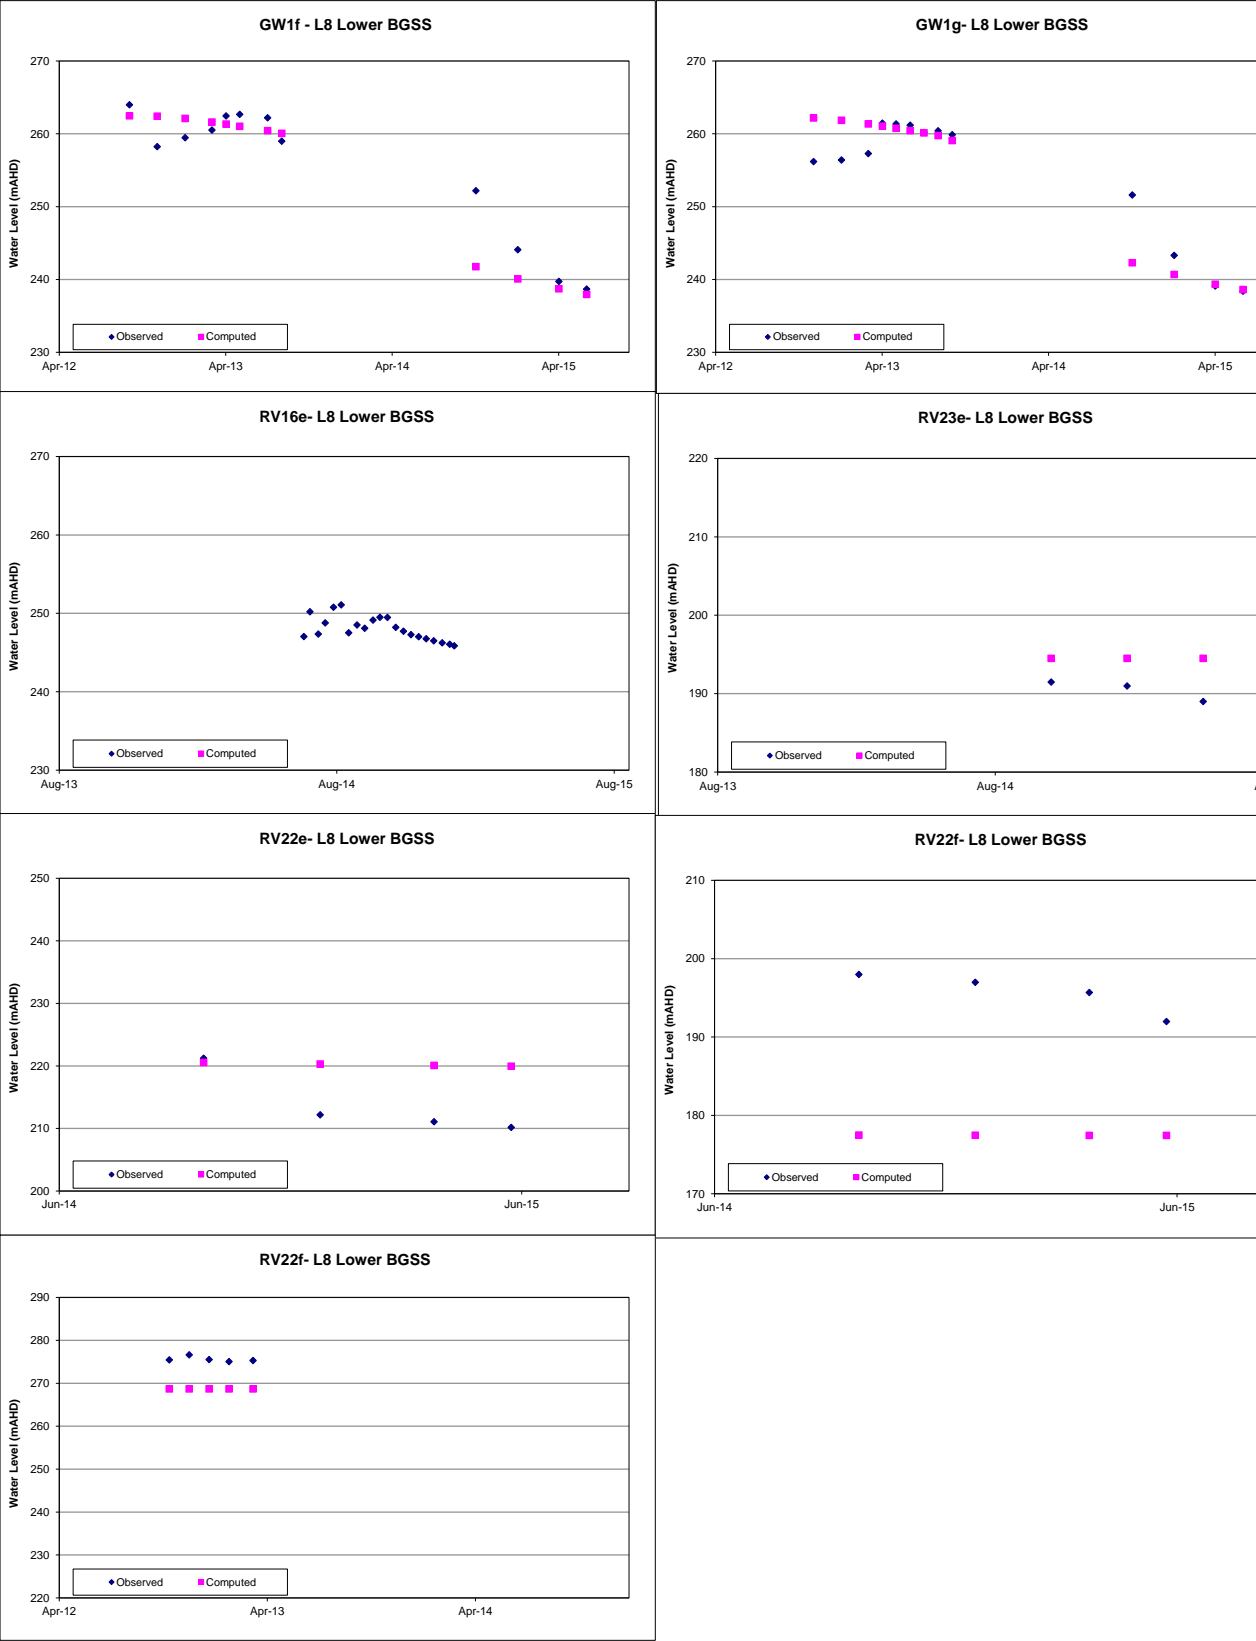 GW1f - L8 Lower BGSS
270
260
250
240
230
Water Level (mAHD)
Observed Computed
Apr-12 Apr-13 Apr-14 Apr-15
GW1g- L8 Lower BGSS
270
260
250
240
230
Water Level (mAHD)
Observed Computed
Apr-12 Apr-13 Apr-14 Apr-15
RV16e- L8 Lower BGSS
270
260
250
240
230
Water Level (mAHD)
Observed Computed
Aug-13 Aug-14 Aug-15
RV23e- L8 Lower BGSS
220
210
200
190
180
Water Level (mAHD)
Observed Computed
Aug-13 Aug-14
RV22e- L8 Lower BGSS
250
240
230
220
210
200
Water Level (mAHD)
Observed Computed
Jun-14 Jun-15
RV22f- L8 Lower BGSS
210
200
190
180
170
Water Level (mAHD)
Observed Computed
Jun-14 Jun-15
RV22f- L8 Lower BGSS
290
280
270
260
250
240
230
220
Water Level (mAHD)
Observed Computed
Apr-12 Apr-13 Apr-14